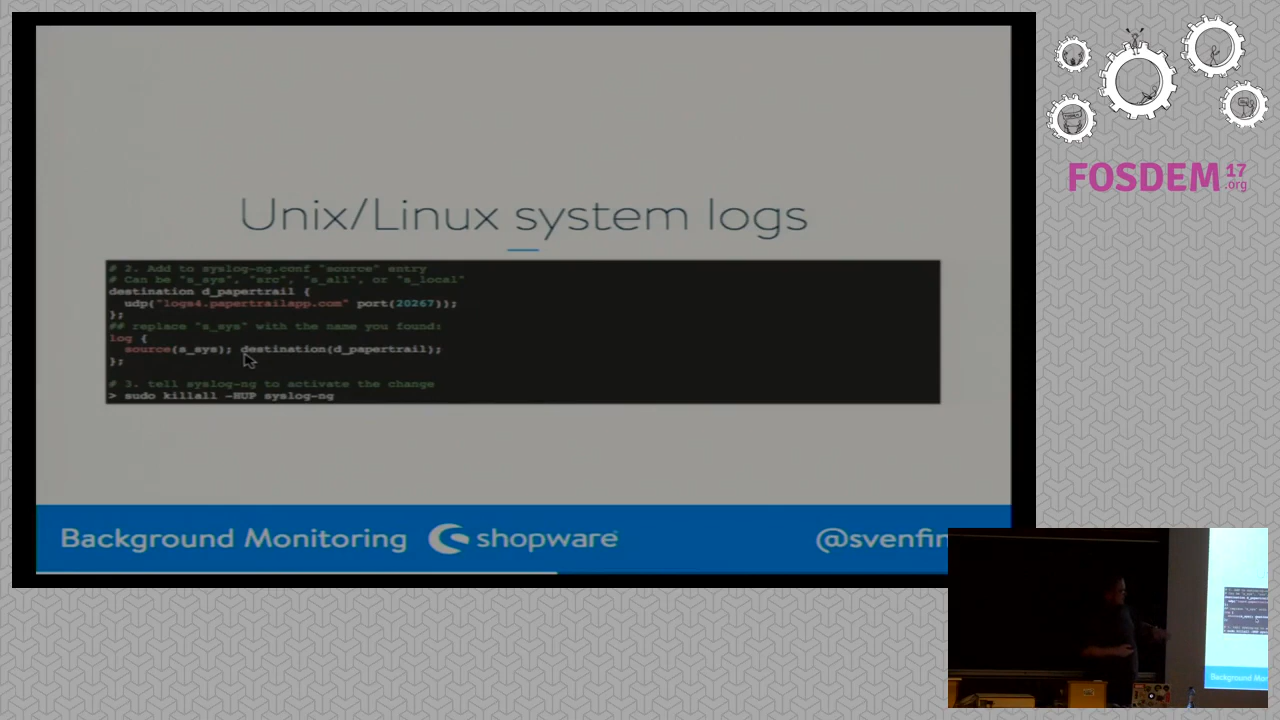 Unix/Linux system logs
# 2. Add to syslog-ng.conf "source" entry
# Can be "s_sys", "src", "s_all", or "s_local"
destination d_papertrail {
udp("logs4.papertrailapp.com" port(20267));
};
## replace "s_sys" with the name you found:
log {
source(s_sys); destination(d_papertrail);
};
# 3. tell syslog-ng to activate the change
> sudo killall -HUP syslog-ng
Background Monitoring shopware @svenfin
FOSDEM 17 .org
Background Mon